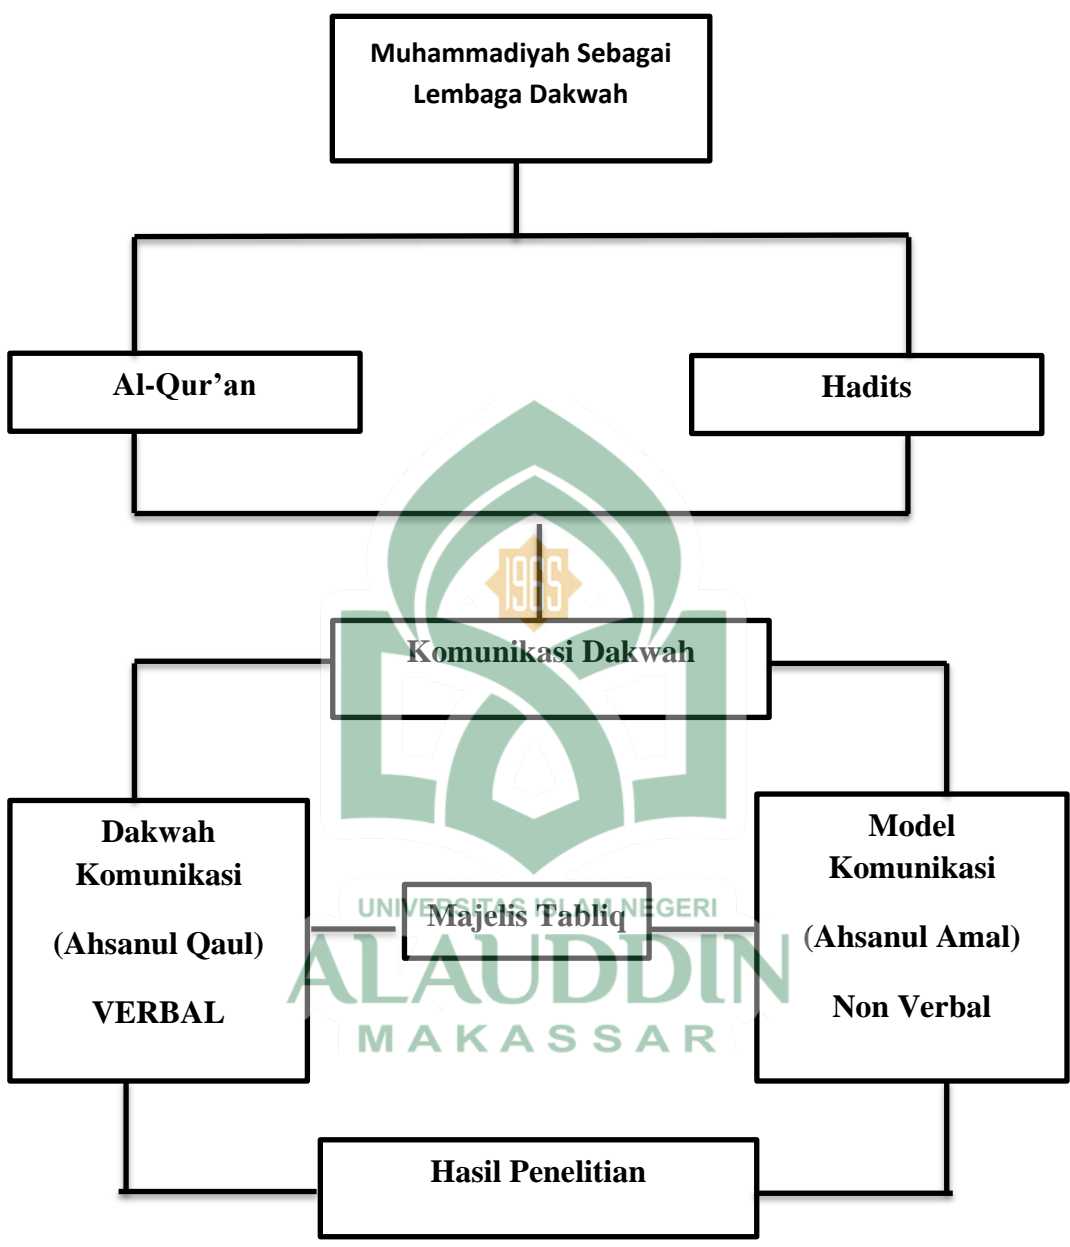 Muhammadiyah Sebagai
Lembaga Dakwah
Al-Qur’an
Hadits
1965
Komunikasi Dakwah
Dakwah
Komunikasi
(Ahsanul Qaul)
VERBAL
Majelis Tabliq
Model
Komunikasi
(Ahsanul Amal)
Non Verbal
UNIVERSITAS ISLAM NEGERI
ALAUDDIN
MAKASSAR
Hasil Penelitian